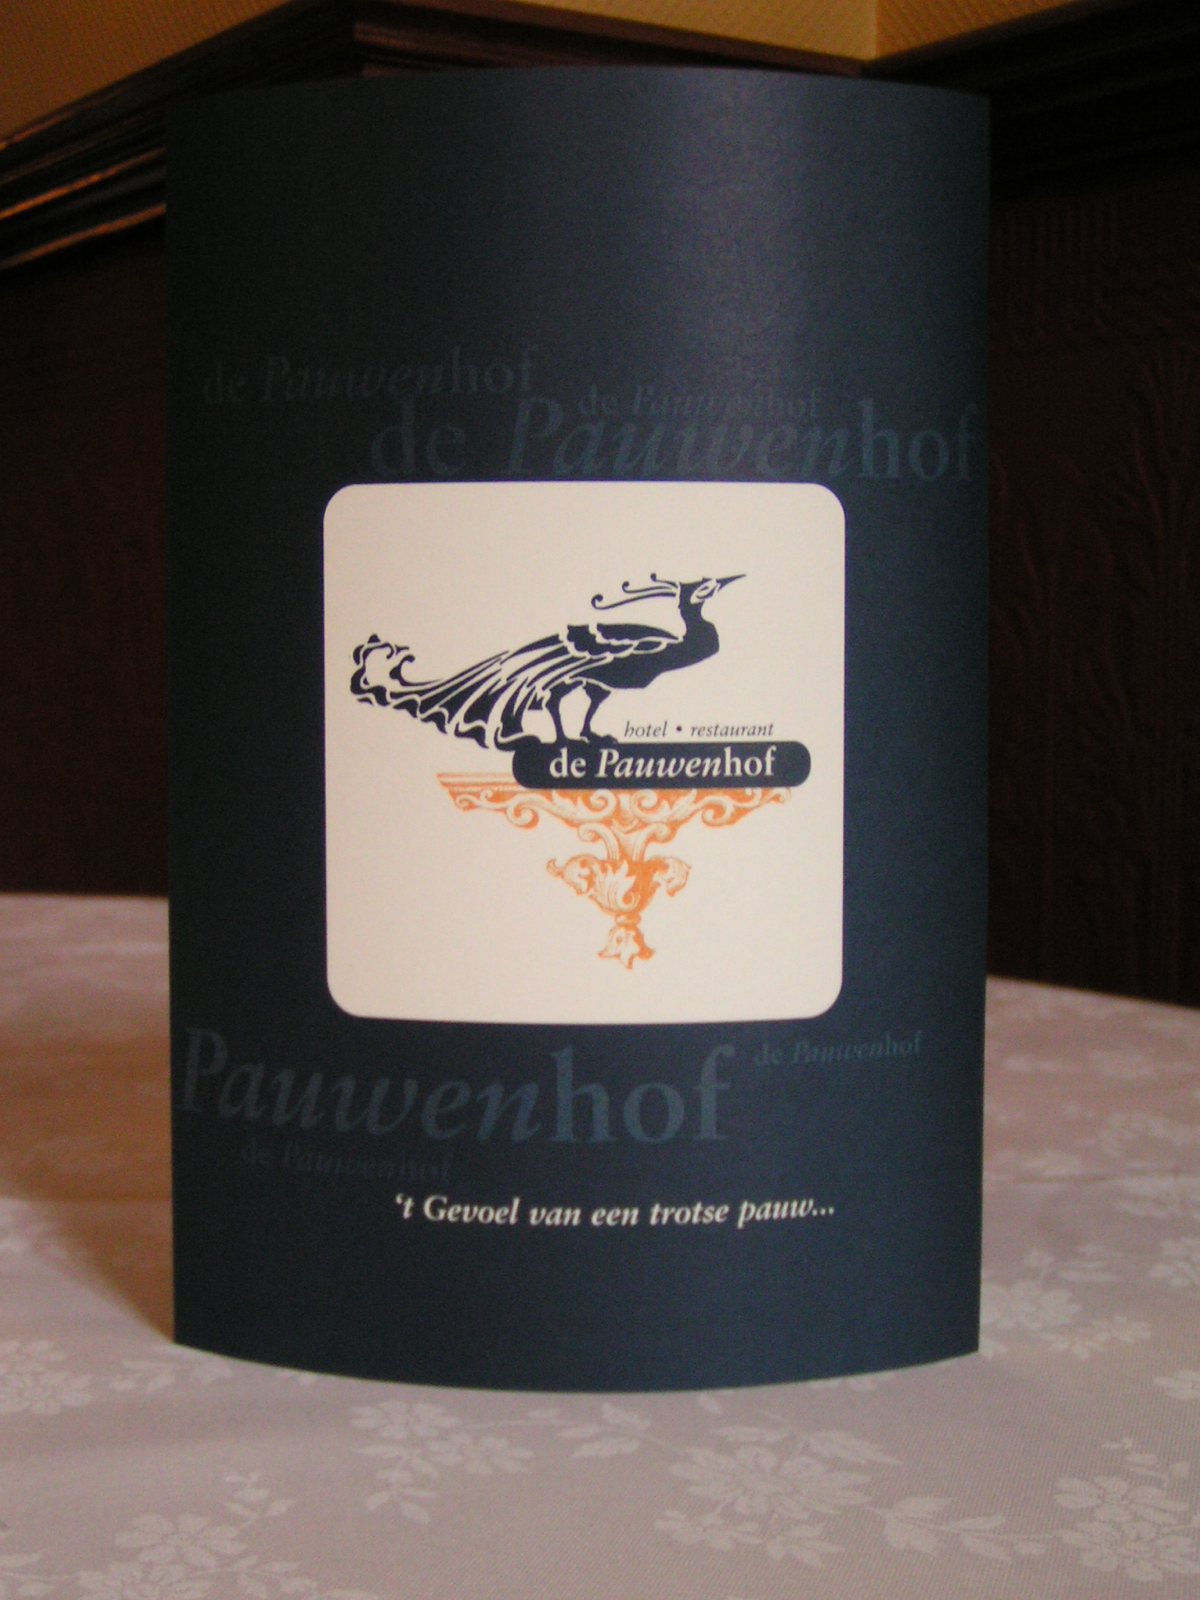 de Pauwenhof
de Pauwenhof
de Pauwenhof
hotel • restaurant
de Pauwenhof
Pauwenhof
de Pauwenhof
de Pauwenhof
‘t Gevoel van een trotse pauw...